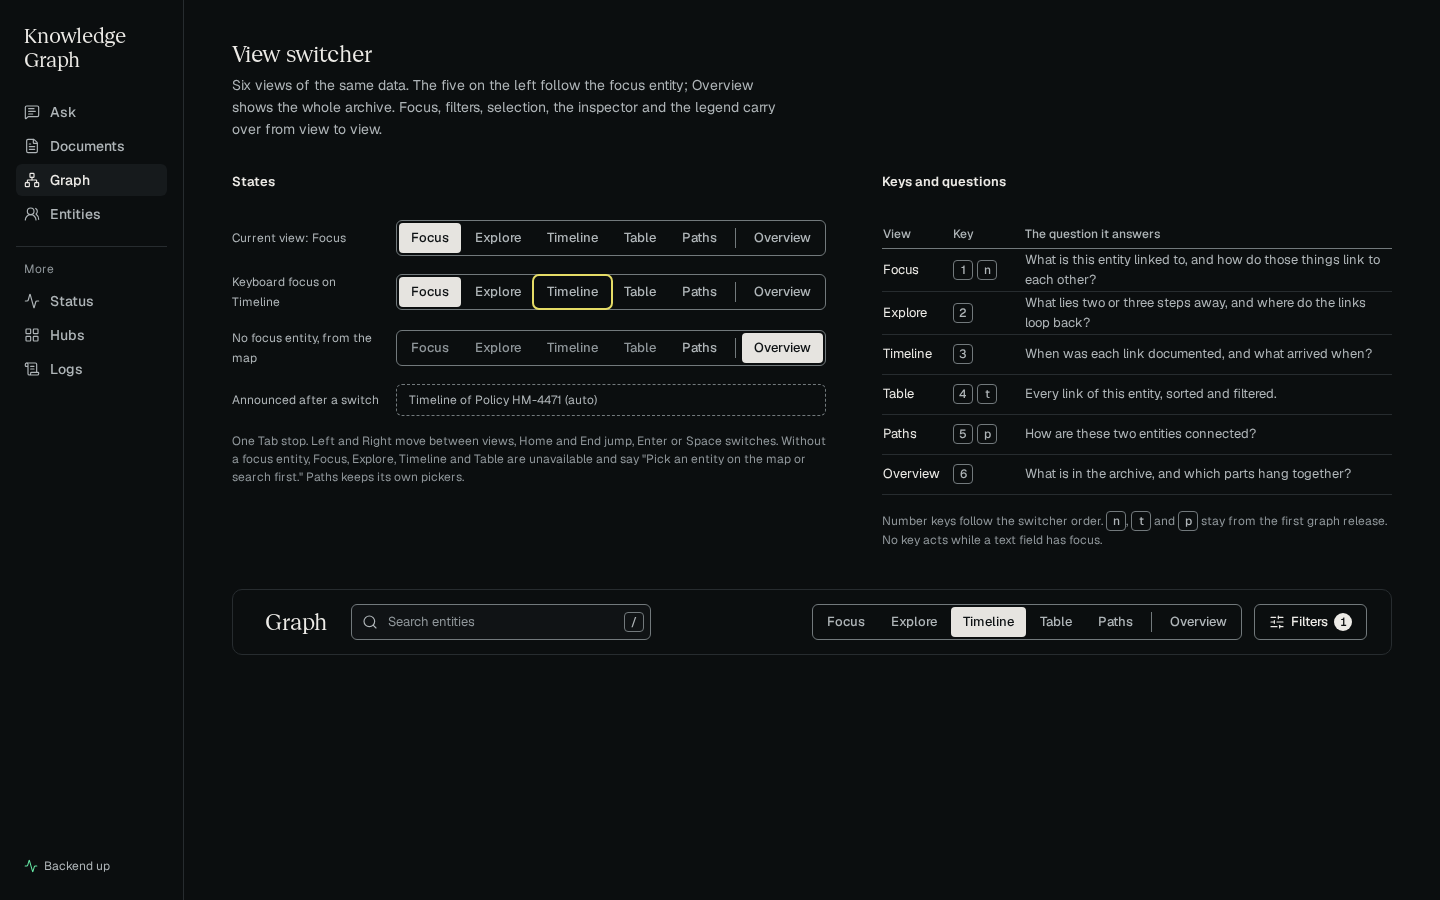 Knowledge
Graph
Ask
Documents
Graph
Entities
More
Status
Hubs
Logs
Backend up
View switcher
Six views of the same data. The five on the left follow the focus entity; Overview
shows the whole archive. Focus, filters, selection, the inspector and the legend carry
over from view to view.
States
Current view: Focus
Focus Explore Timeline Table Paths Overview
Keyboard focus on
Timeline
Focus Explore Timeline Table Paths Overview
No focus entity, from the
map
Focus Explore Timeline Table Paths Overview
Announced after a switch
Timeline of Policy HM-4471 (auto)
One Tab stop. Left and Right move between views, Home and End jump, Enter or Space switches. Without
a focus entity, Focus, Explore, Timeline and Table are unavailable and say "Pick an entity on the map or
search first." Paths keeps its own pickers.
Keys and questions
View Key The question it answers
Focus 1 n What is this entity linked to, and how do those things link to
each other?
Explore 2 What lies two or three steps away, and where do the links
loop back?
Timeline 3 When was each link documented, and what arrived when?
Table 4 t Every link of this entity, sorted and filtered.
Paths 5 p How are these two entities connected?
Overview 6 What is in the archive, and which parts hang together?
Number keys follow the switcher order. n, t and p stay from the first graph release.
No key acts while a text field has focus.
Graph Search entities / Focus Explore Timeline Table Paths Overview Filters 1